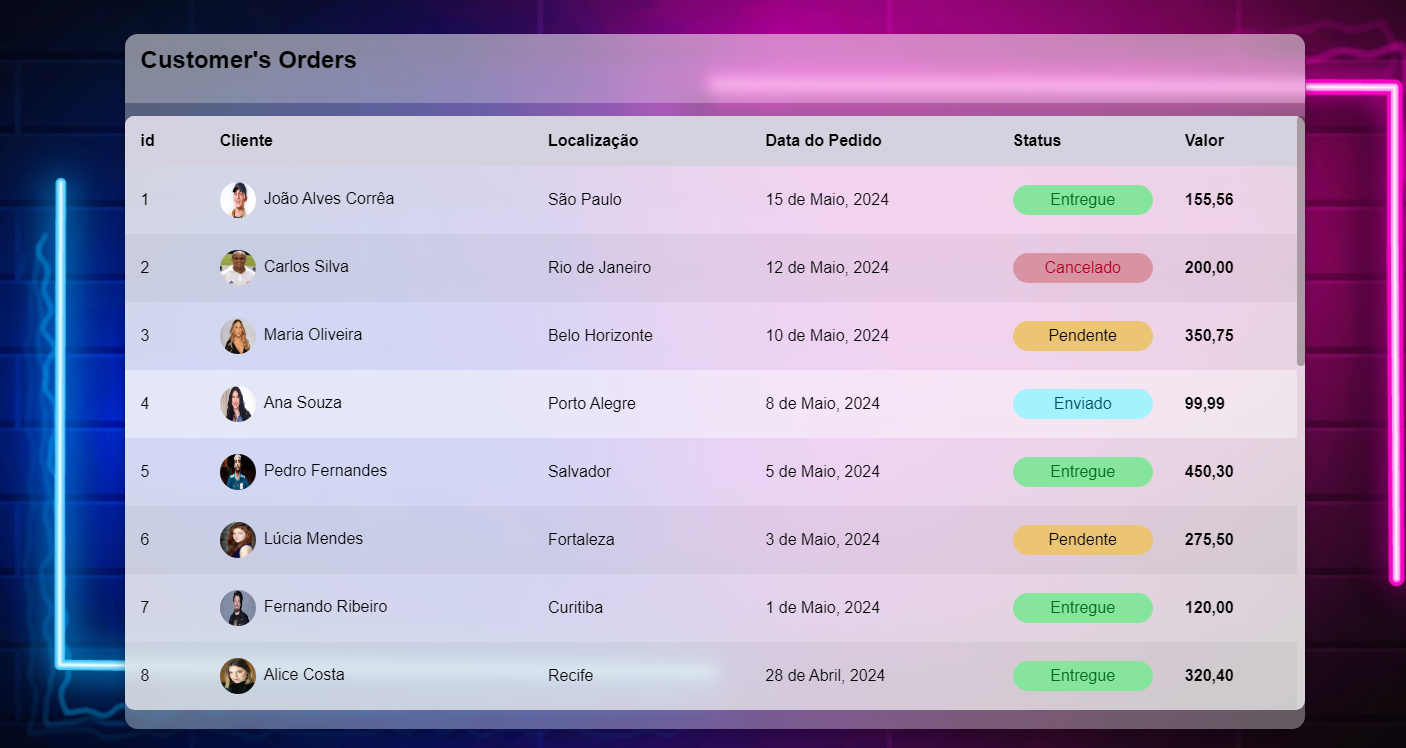 Customer's Orders
id Cliente Localização Data do Pedido Status Valor
1 João Alves Corrêa São Paulo 15 de Maio, 2024 Entregue 155,56
2 Carlos Silva Rio de Janeiro 12 de Maio, 2024 Cancelado 200,00
3 Maria Oliveira Belo Horizonte 10 de Maio, 2024 Pendente 350,75
4 Ana Souza Porto Alegre 8 de Maio, 2024 Enviado 99,99
5 Pedro Fernandes Salvador 5 de Maio, 2024 Entregue 450,30
6 Lúcia Mendes Fortaleza 3 de Maio, 2024 Pendente 275,50
7 Fernando Ribeiro Curitiba 1 de Maio, 2024 Entregue 120,00
8 Alice Costa Recife 28 de Abril, 2024 Entregue 320,40